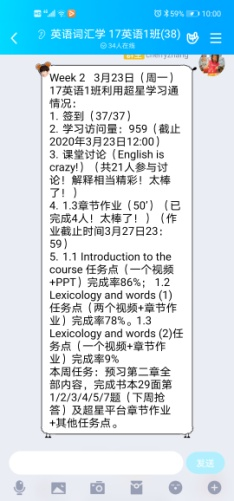 59% 10:00
英语词汇学 17英语1班(38)
34人在线
chenyzhang
Week 2 3月23日（周一）
17英语1班利用超星学习通
情况：
1. 签到（37/37）
2. 学习访问量：959（截止
2020年3月23日12:00）
3. 课堂讨论（English is
crazy!）（共21人参与讨
论！解释相当精彩！太棒
了！）
4. 1.3章节作业（50'）（已
完成4人！太棒了！）（作
业截止时间3月27日23:
59）
5. 1.1 Introduction to the
course 任务点（一个视频
+PPT）完成率86%；1.2
Lexicology and words (1)
任务点（两个视频+章节作
业）完成率78%。1.3
Lexicology and words (2)任
务点（一个视频+章节作
业）完成率9%
本周任务：预习第二章全
部内容，完成书本29面第
1/2/3/4/5/7题（下周抢
答）及超星平台章节作业
+其他任务点。
发送